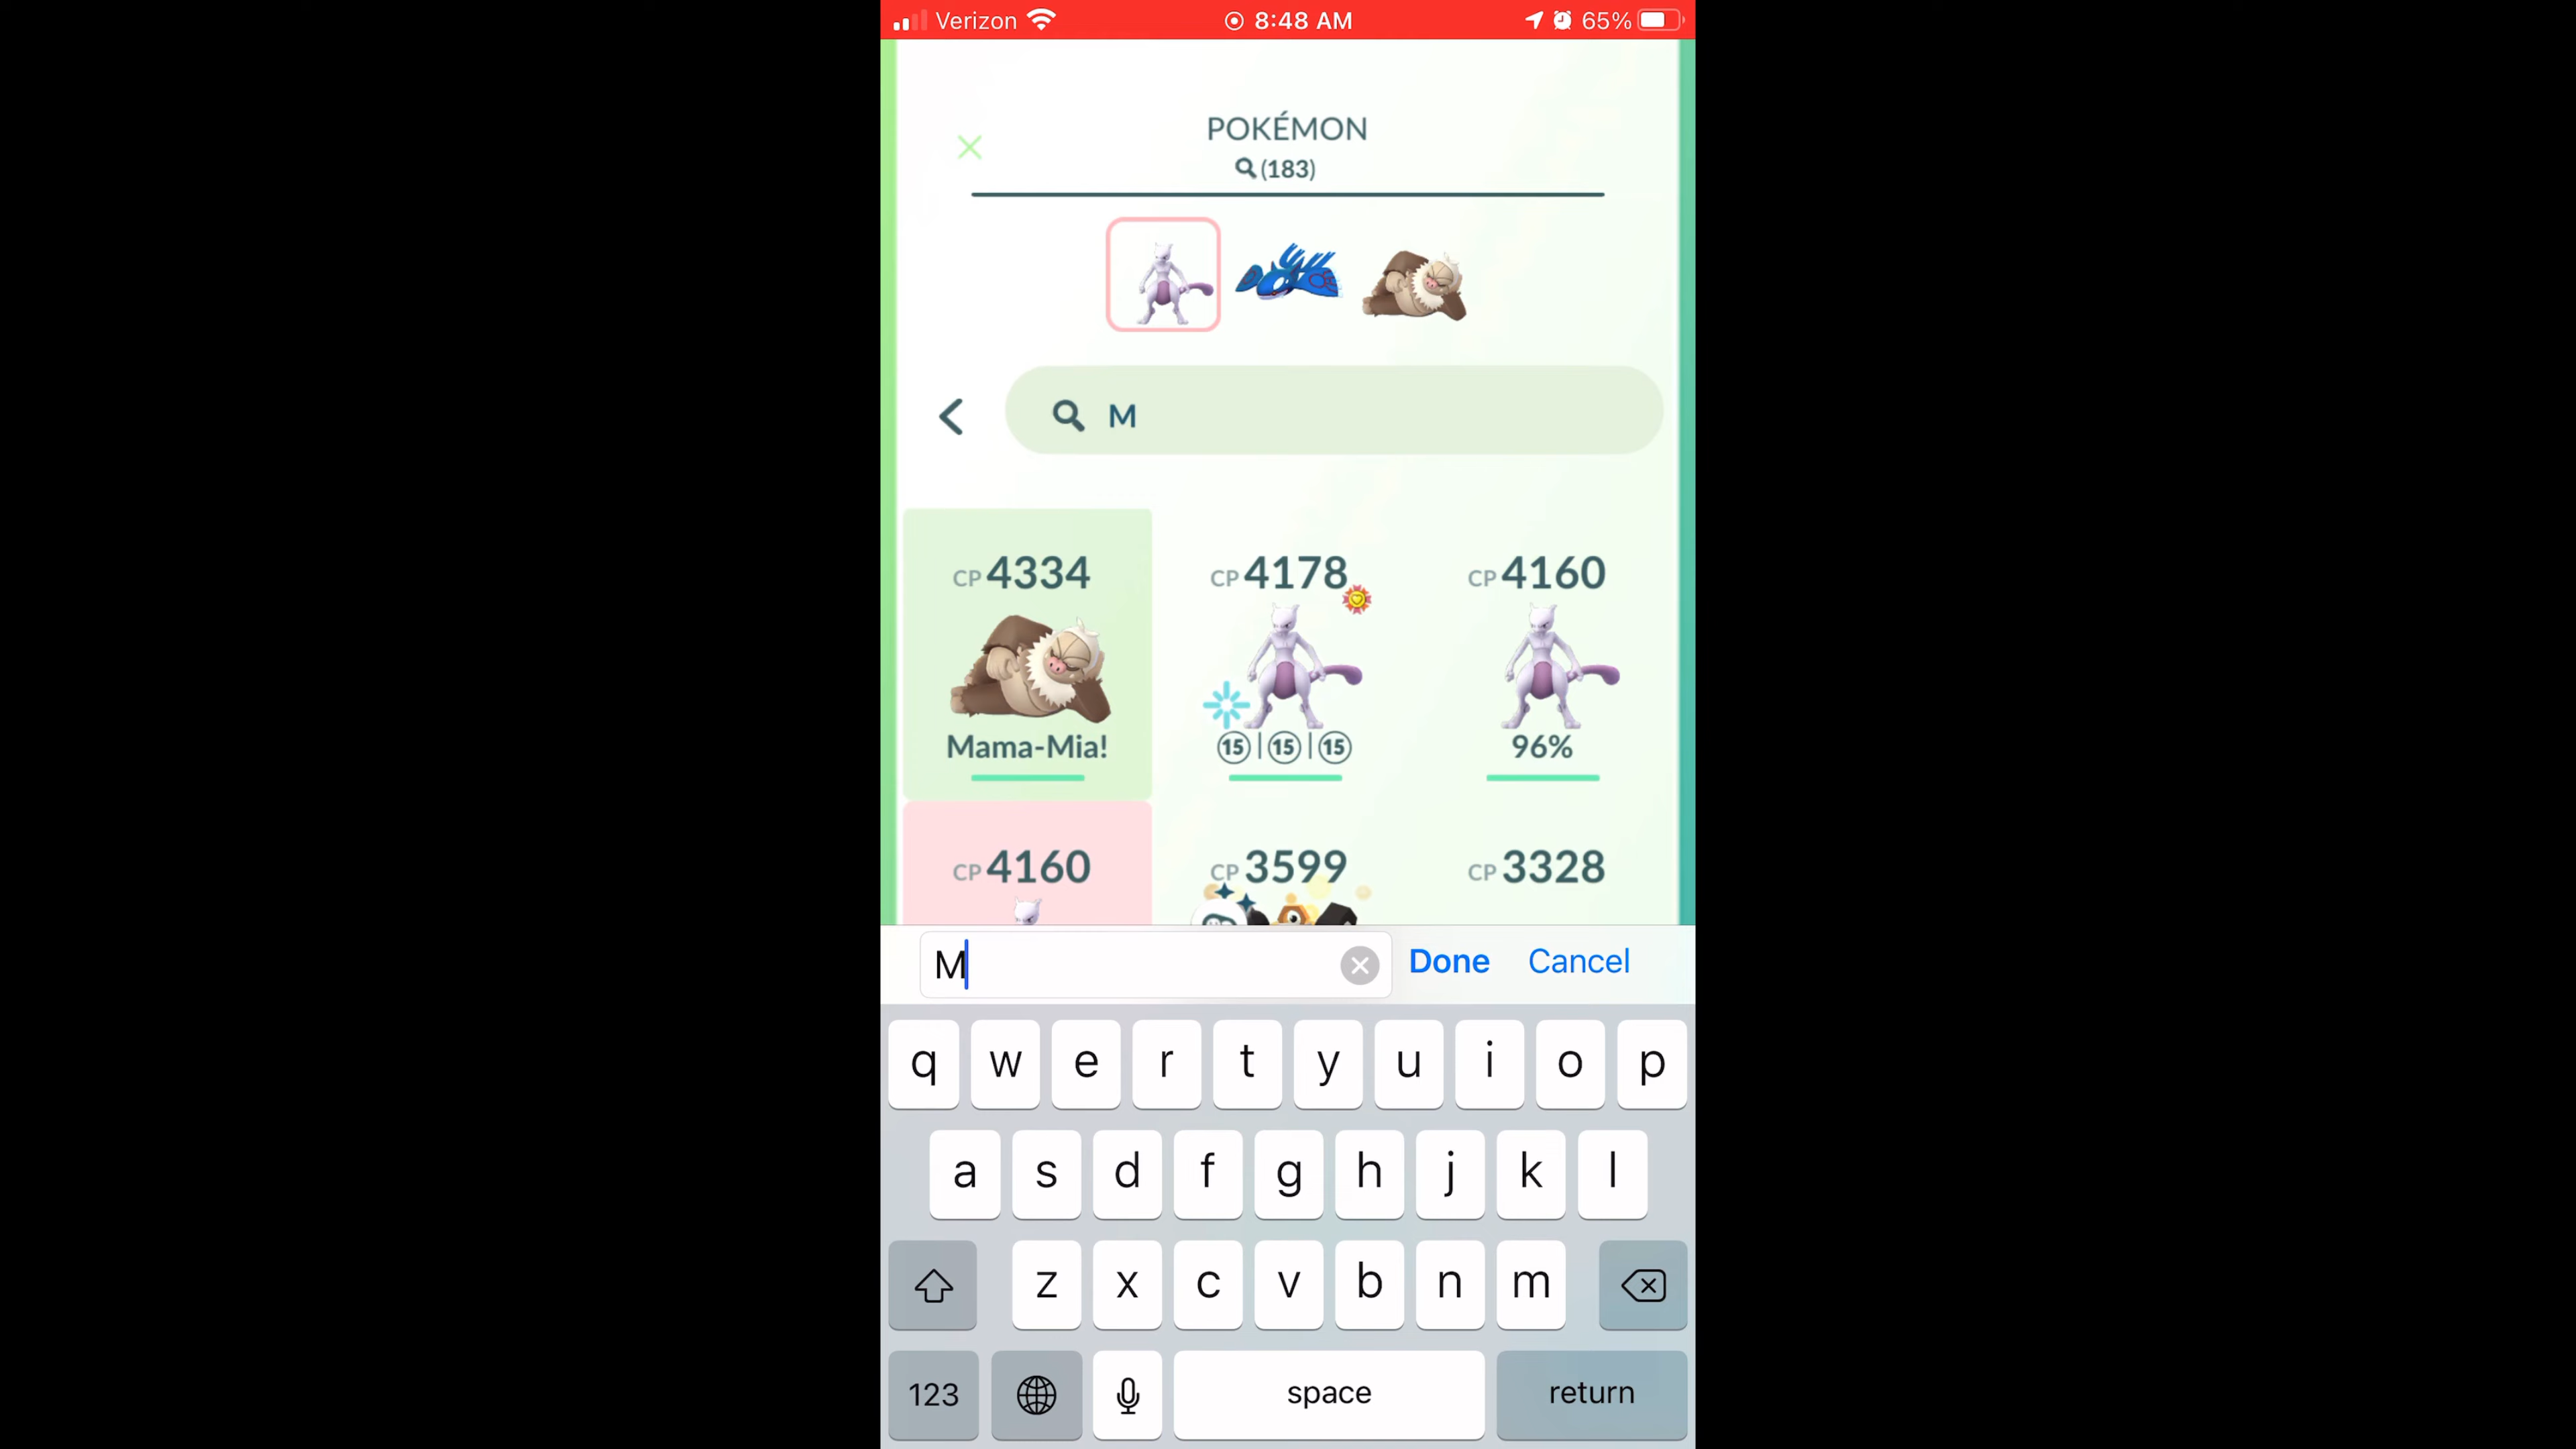 Verizon 8:48 AM 65%
POKÉMON
(183)
M
CP 4334 CP 4178 CP 4160
Mama-Mia! 15 | 15 | 15 96%
CP 4160 CP 3599 CP 3328
M Done Cancel
q w e r t y u i o p
a s d f g h j k l
z x c v b n m
123 space return